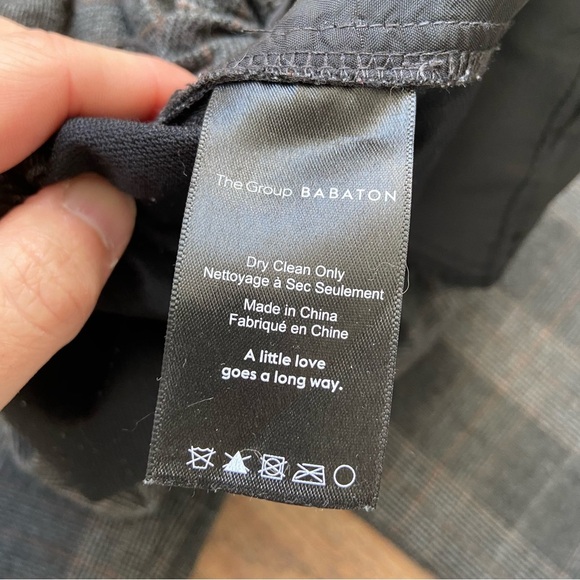 The Group BABATON
Dry Clean Only
Nettoyage à Sec Seulement
Made in China
Fabriqué en Chine
A little love
goes a long way.